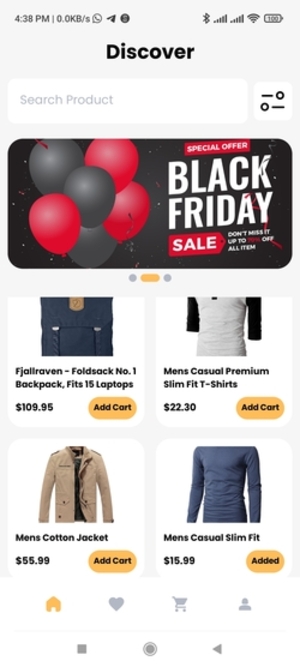 4:38 PM | 0.0KB/s
100
Discover
Search Product
SPECIAL OFFER
BLACK
FRIDAY
SALE
DON'T MISS IT
UP TO 70% OFF
ALL ITEM
Fjallraven - Foldsack No. 1
Backpack, Fits 15 Laptops
$109.95
Add Cart
Mens Casual Premium
Slim Fit T-Shirts
$22.30
Add Cart
Mens Cotton Jacket
$55.99
Add Cart
Mens Casual Slim Fit
$15.99
Added